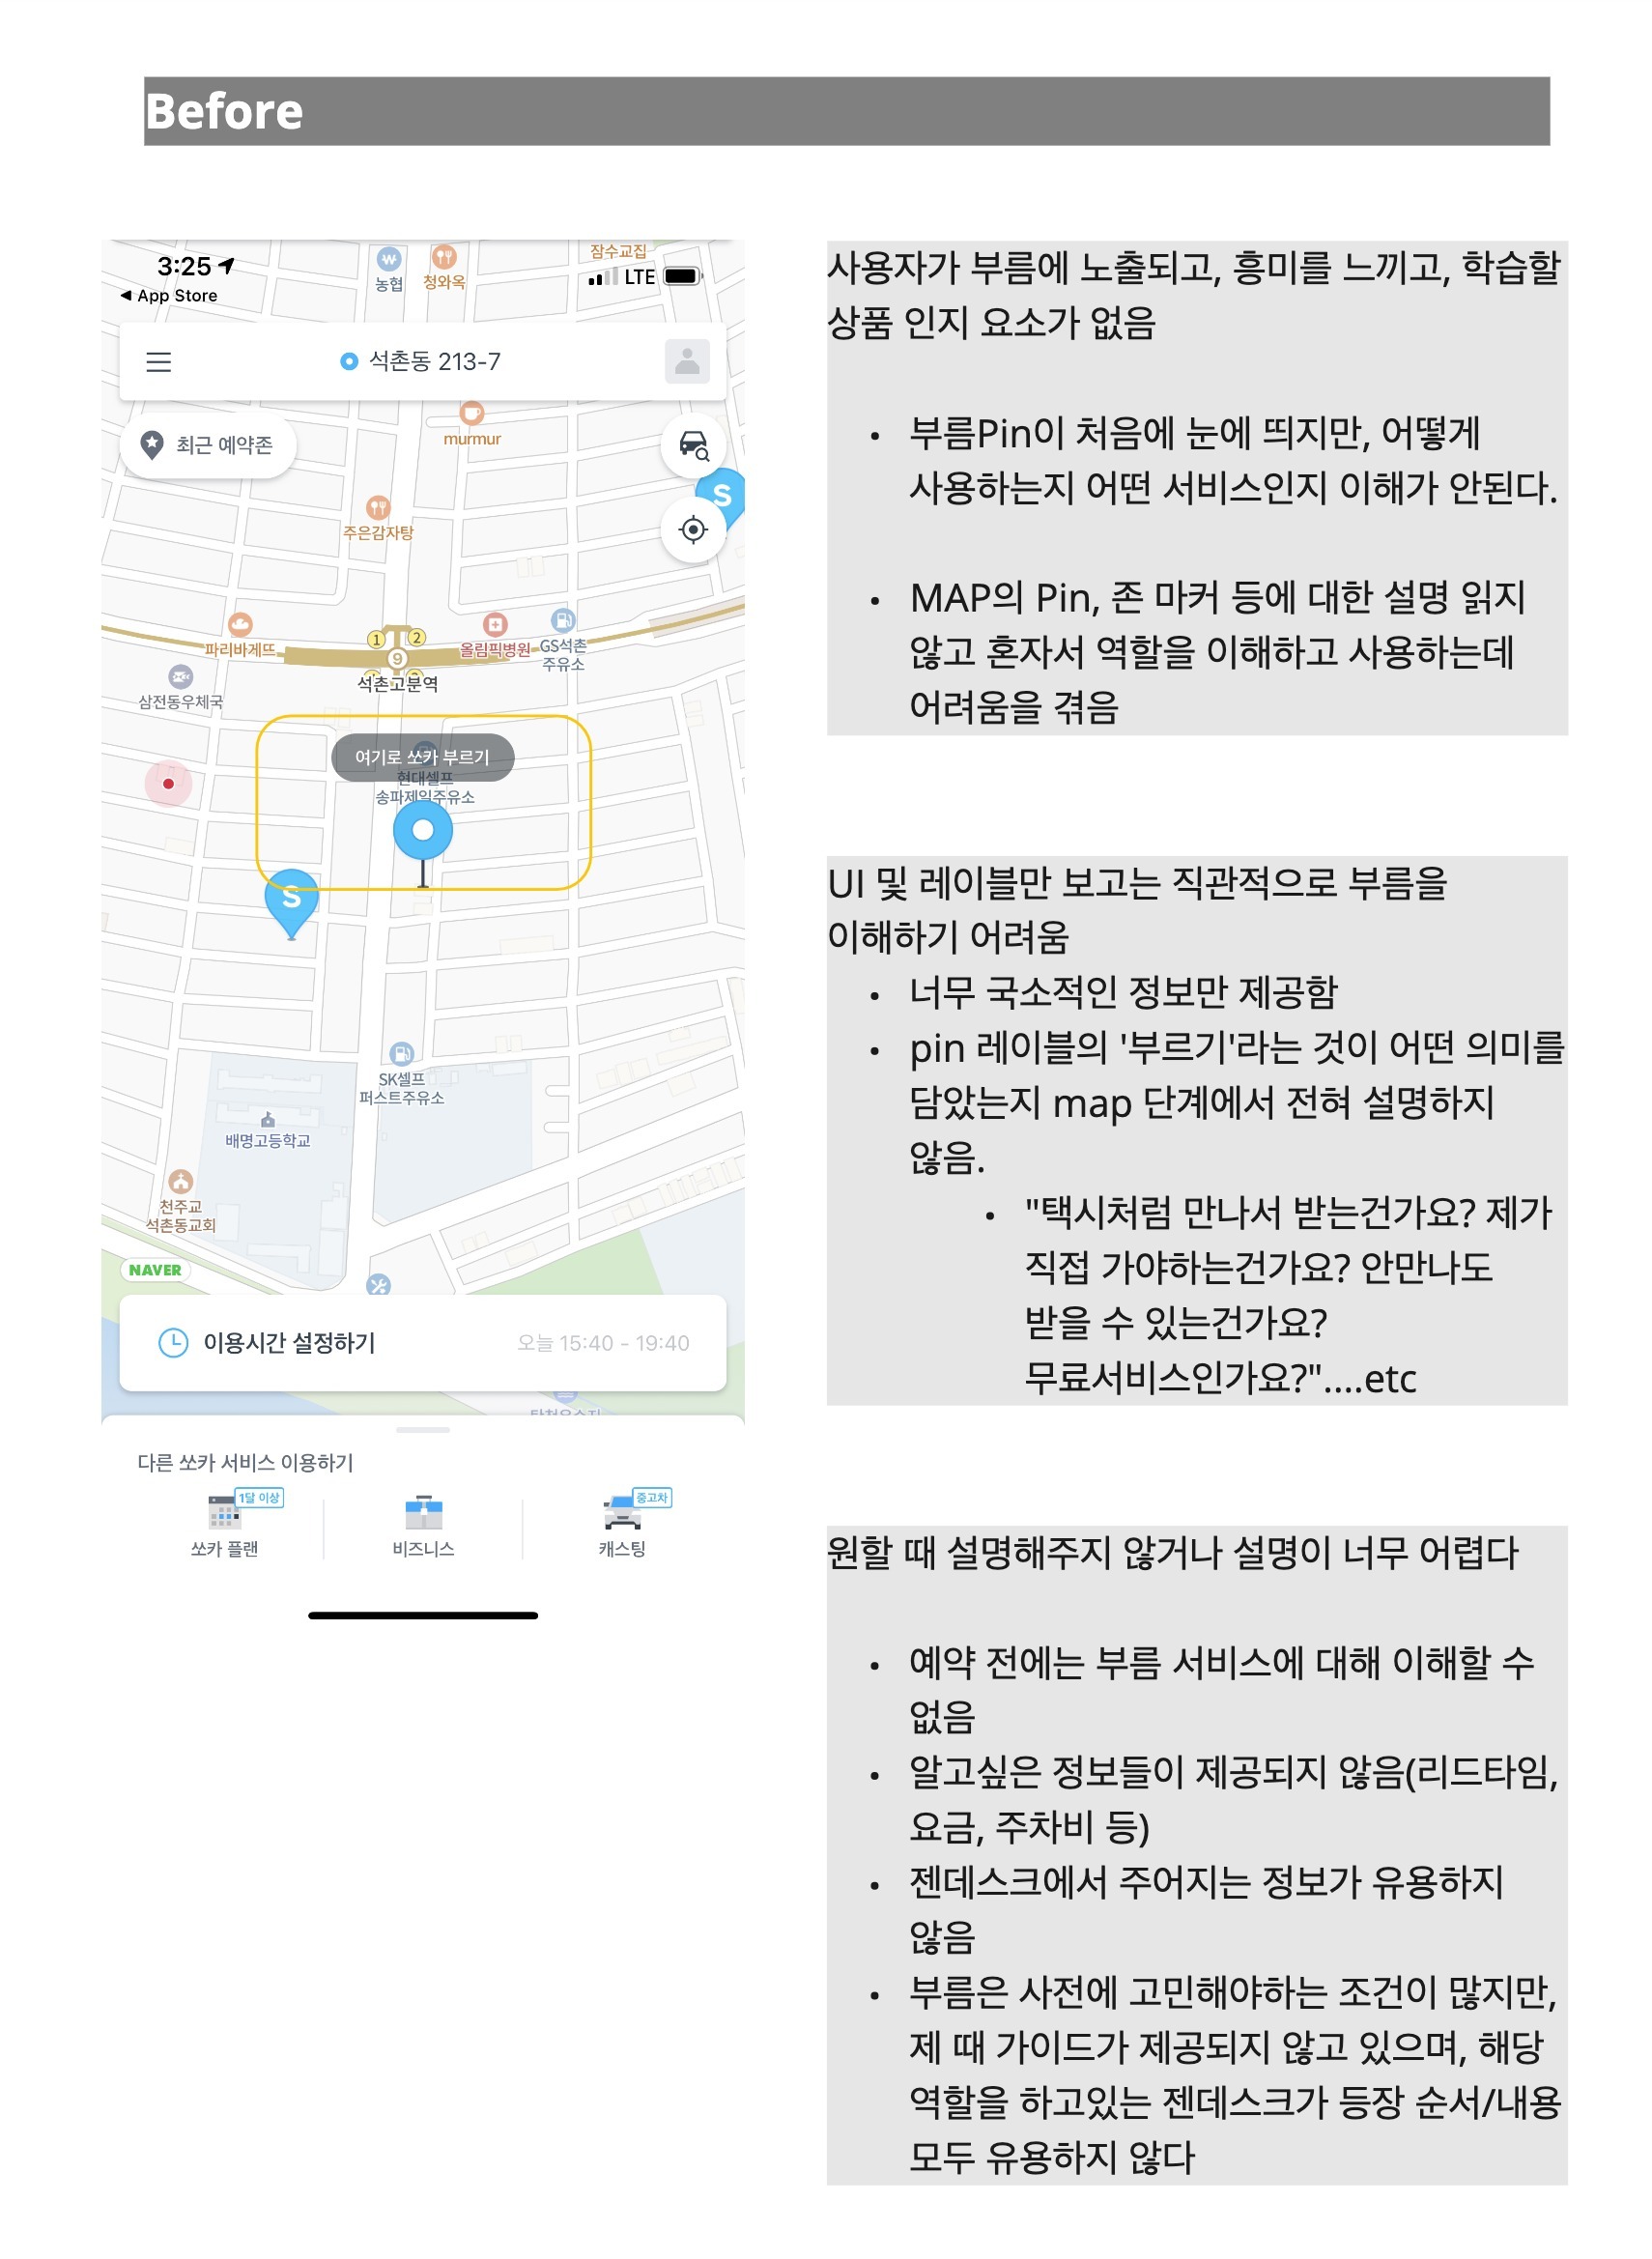 Before
잠수교집
3:25
LTE
App Store
농협
청와옥
석촌동 213-7
murmur
최근 예약존
S
주은감자탕
파리바게뜨
1
2
9
올림픽병원
GS석촌
주유소
석촌고분역
삼전동우체국
여기로 쏘카 부르기
현대셀프
송파제일주유소
S
SK셀프
퍼스트주유소
배명고등학교
천주교
석촌동교회
NAVER
이용시간 설정하기
오늘 15:40 - 19:40
다른 쏘카 서비스 이용하기
1달 이상
중고차
쏘카 플랜
비즈니스
캐스팅
사용자가 부름에 노출되고, 흥미를 느끼고, 학습할
상품 인지 요소가 없음
• 부름Pin이 처음에 눈에 띄지만, 어떻게
사용하는지 어떤 서비스인지 이해가 안된다.
• MAP의 Pin, 존 마커 등에 대한 설명 읽지
않고 혼자서 역할을 이해하고 사용하는데
어려움을 겪음
UI 및 레이블만 보고는 직관적으로 부름을
이해하기 어려움
• 너무 국소적인 정보만 제공함
• pin 레이블의 '부르기'라는 것이 어떤 의미를
담았는지 map 단계에서 전혀 설명하지
않음.
• "택시처럼 만나서 받는건가요? 제가
직접 가야하는건가요? 안만나도
받을 수 있는건가요?
무료서비스인가요?"....etc
원할 때 설명해주지 않거나 설명이 너무 어렵다
• 예약 전에는 부름 서비스에 대해 이해할 수
없음
• 알고싶은 정보들이 제공되지 않음(리드타임,
요금, 주차비 등)
• 젠데스크에서 주어지는 정보가 유용하지
않음
• 부름은 사전에 고민해야하는 조건이 많지만,
제 때 가이드가 제공되지 않고 있으며, 해당
역할을 하고있는 젠데스크가 등장 순서/내용
모두 유용하지 않다